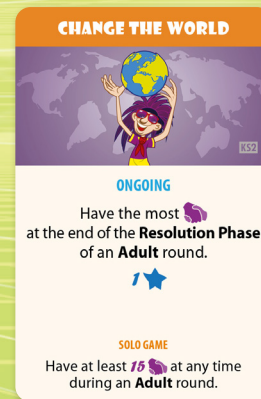 CHANGE THE WORLD
KS2
ONGOING
Have the most
at the end of the Resolution Phase
of an Adult round.
1
SOLO GAME
Have at least 15 at any time
during an Adult round.